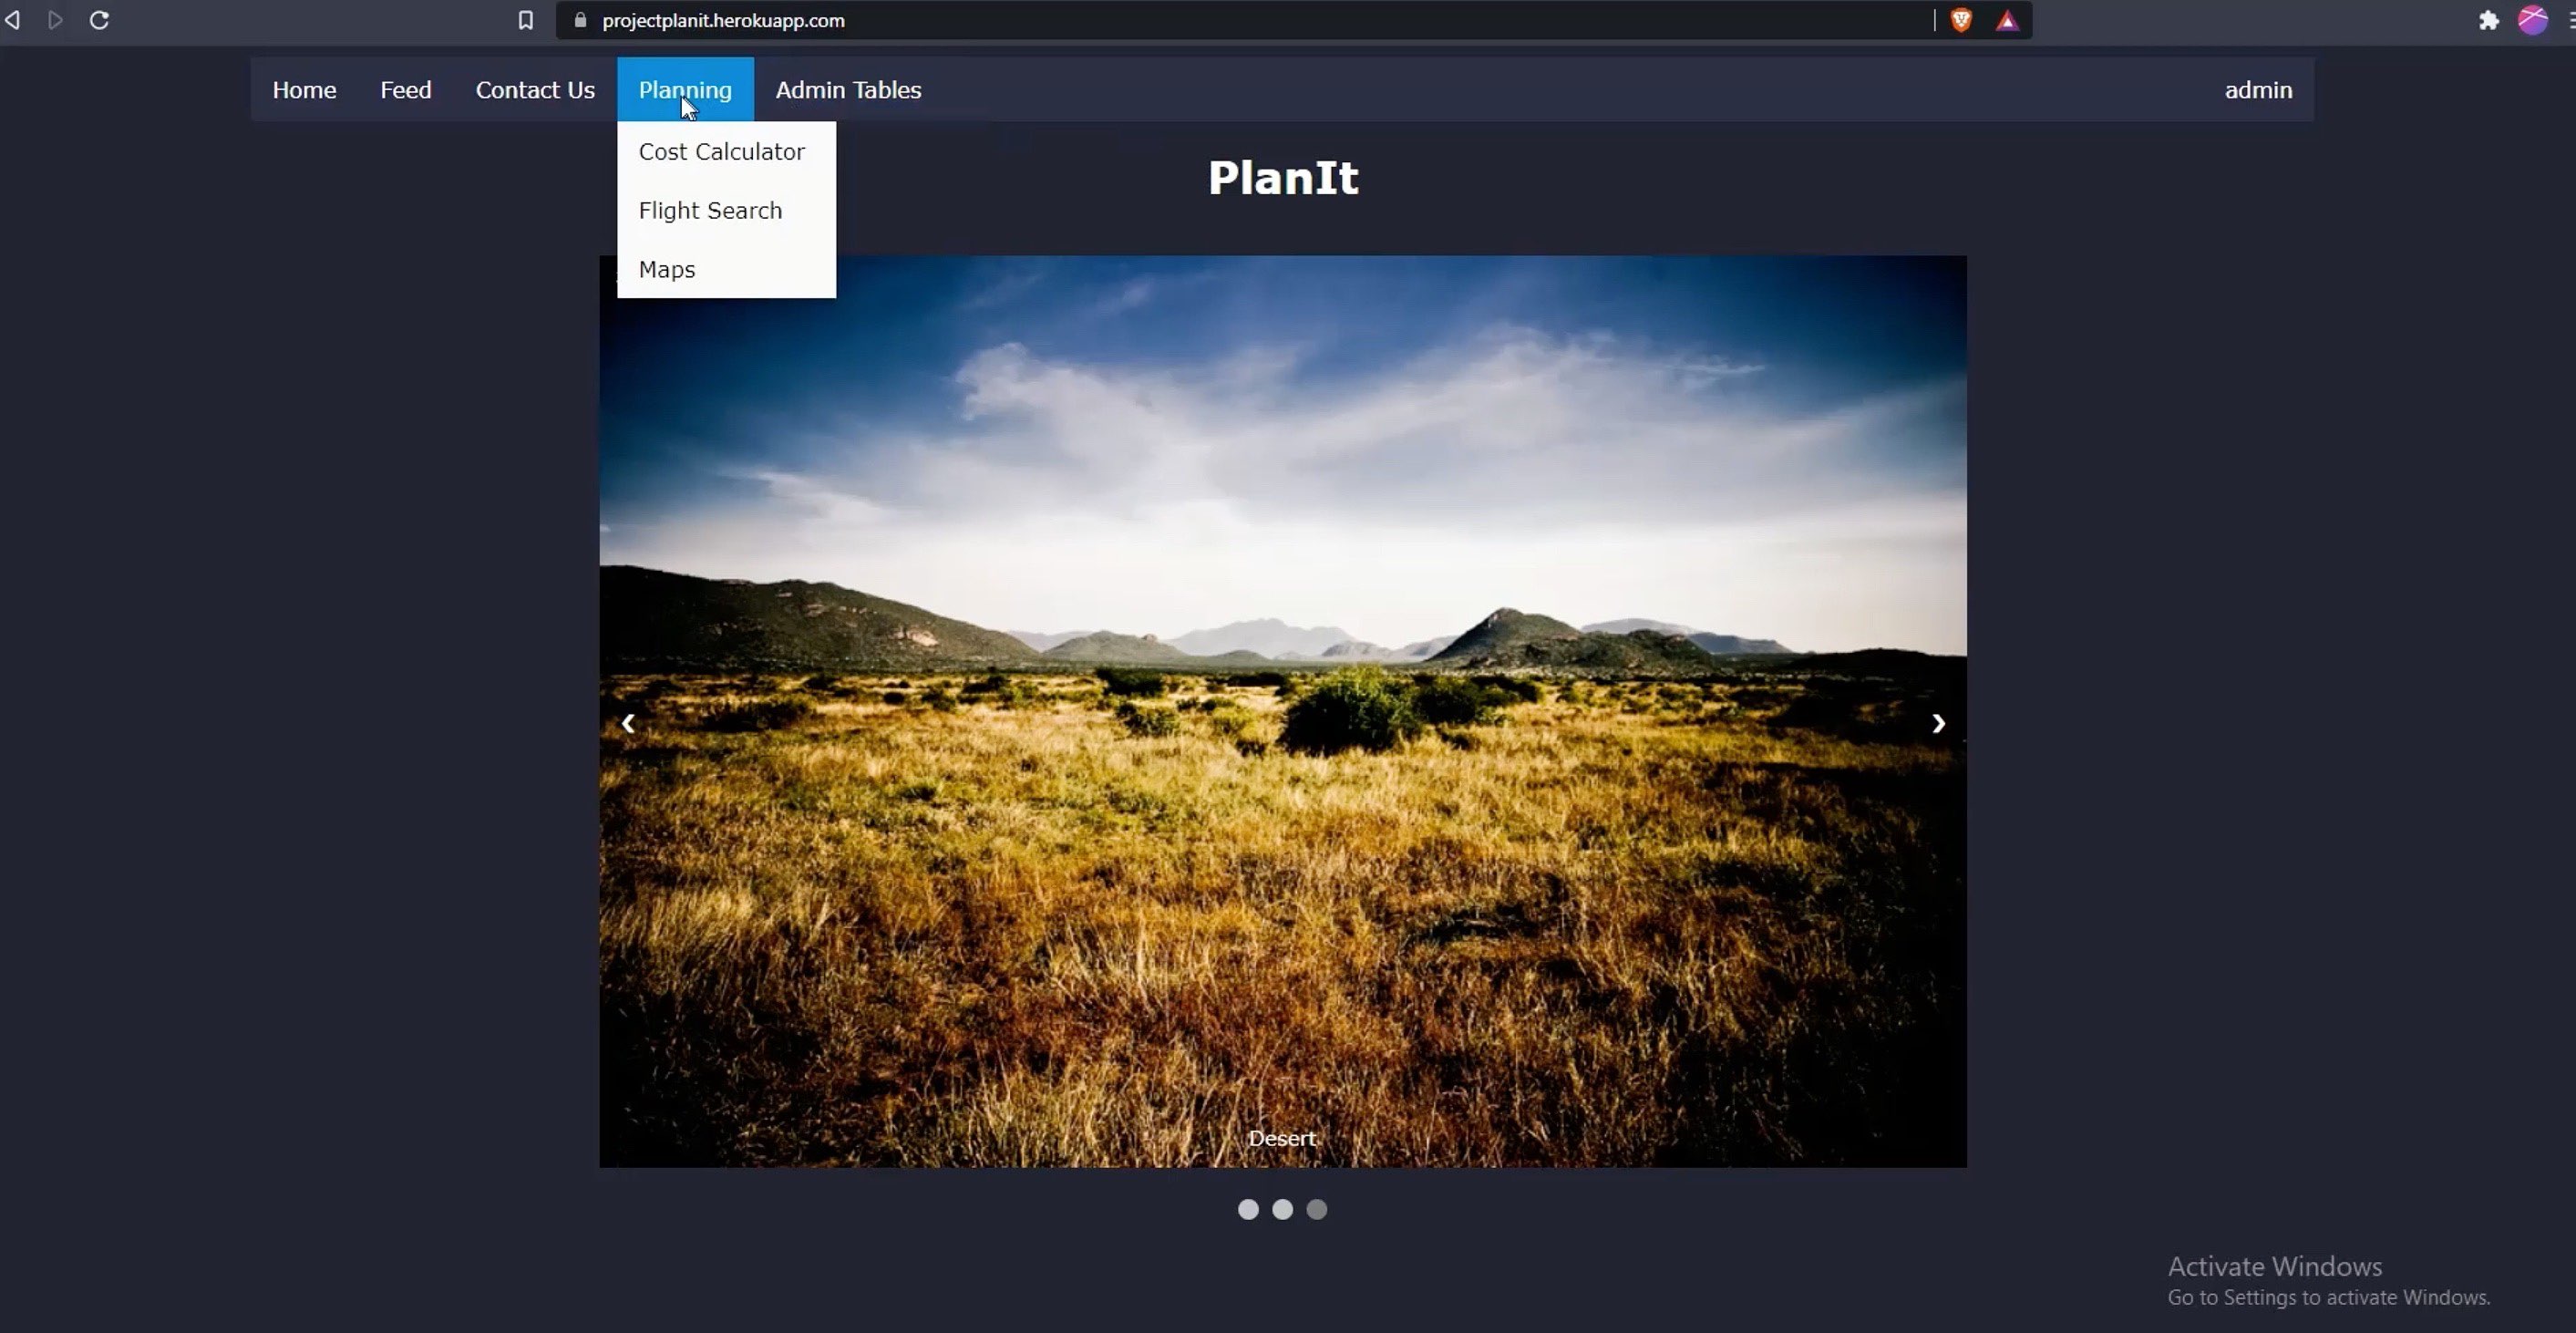 projectplanit.herokuapp.com
Home Feed Contact Us Planning Admin Tables admin
Cost Calculator
Flight Search
Maps
PlanIt
Desert
Activate Windows
Go to Settings to activate Windows.